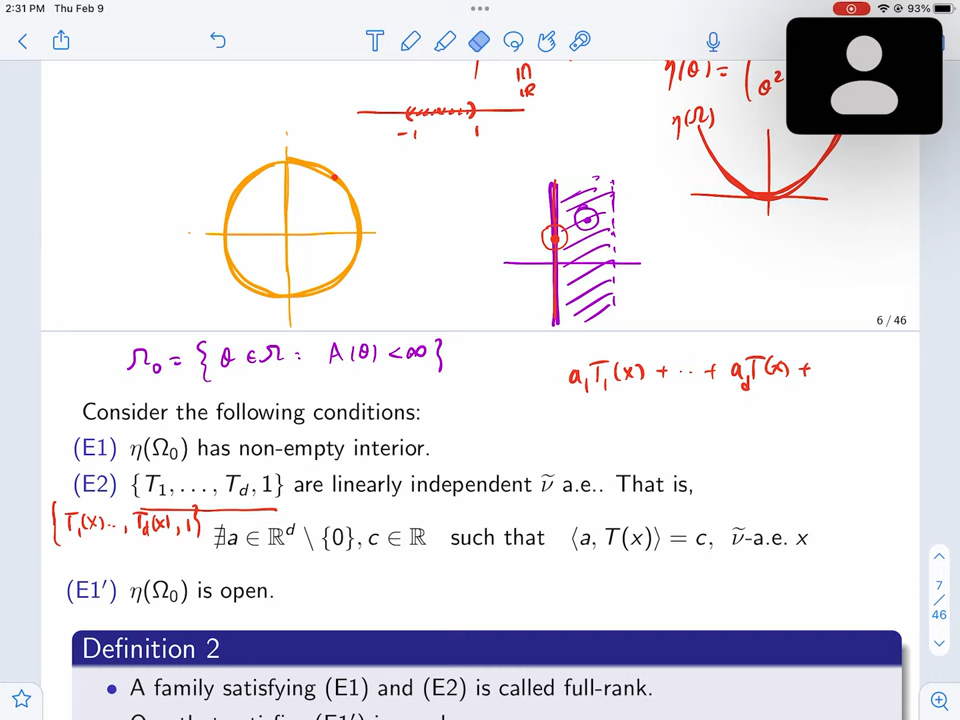 2:31 PM Thu Feb 9
93%
T
η(θ) = ( θ²
in
ℝ
-1 1
η(Ω)
6 / 46
Ω₀ = { θ ∈ Ω : A(θ) < ∞ }
a₁T₁(x) + ·· + a_dT(x) +
Consider the following conditions:
(E1) η(Ω₀) has non-empty interior.
(E2) {T₁, . . . , T_d, 1} are linearly independent ν̃ a.e.. That is,
{T₁(x).., T_d(x), 1}
∄a ∈ ℝᵈ \ {0}, c ∈ ℝ such that ⟨a, T(x)⟩ = c, ν̃-a.e. x
(E1′) η(Ω₀) is open.
7
/
46
Definition 2
• A family satisfying (E1) and (E2) is called full-rank.